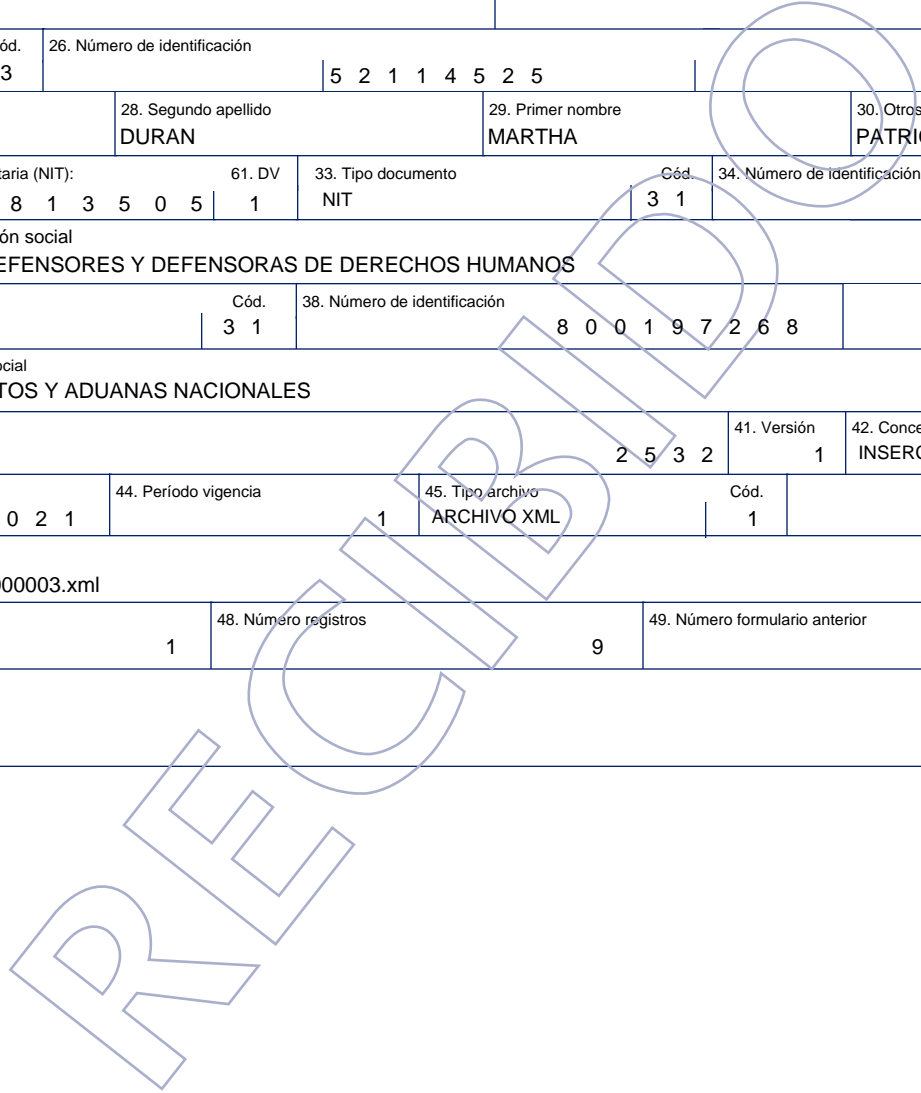 ód. 26. Número de identificación
3 5 2 1 1 4 5 2 5
28. Segundo apellido 29. Primer nombre 30. Otros
DURAN MARTHA PATRI
taria (NIT): 61. DV 33. Tipo documento Cód. 34. Número de identificación
8 1 3 5 0 5 1 NIT 3 1
ón social
EFENSORES Y DEFENSORAS DE DERECHOS HUMANOS
Cód. 38. Número de identificación
3 1 8 0 0 1 9 7 2 6 8
ocial
TOS Y ADUANAS NACIONALES
41. Versión 42. Conce
2 5 3 2 1 INSER
44. Período vigencia 45. Tipo archivo Cód.
0 2 1 1 ARCHIVO XML 1
000003.xml
48. Número registros 49. Número formulario anterior
1 9
RECIBIDO